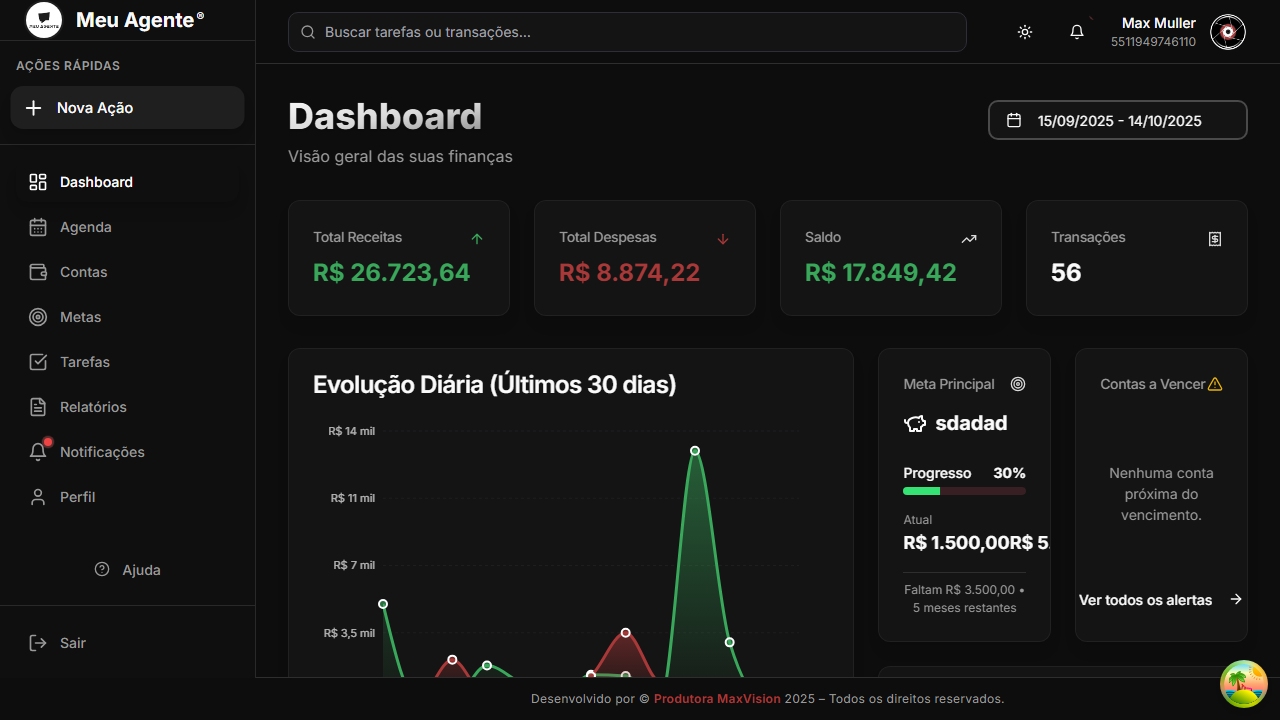 Meu Agente®
AÇÕES RÁPIDAS
Nova Ação
Dashboard
Agenda
Contas
Metas
Tarefas
Relatórios
Notificações
Perfil
Ajuda
Sair
Buscar tarefas ou transações...
Max Muller
5511949746110
Dashboard
Visão geral das suas finanças
15/09/2025 - 14/10/2025
Total Receitas
R$ 26.723,64
Total Despesas
R$ 8.874,22
Saldo
R$ 17.849,42
Transações
56
Evolução Diária (Últimos 30 dias)
R$ 14 mil
R$ 11 mil
R$ 7 mil
R$ 3,5 mil
Meta Principal
sdadad
Progresso 30%
Atual
R$ 1.500,00R$ 5.
Faltam R$ 3.500,00 •
5 meses restantes
Contas a Vencer
Nenhuma conta
próxima do
vencimento.
Ver todos os alertas
Desenvolvido por © Produtora MaxVision 2025 – Todos os direitos reservados.